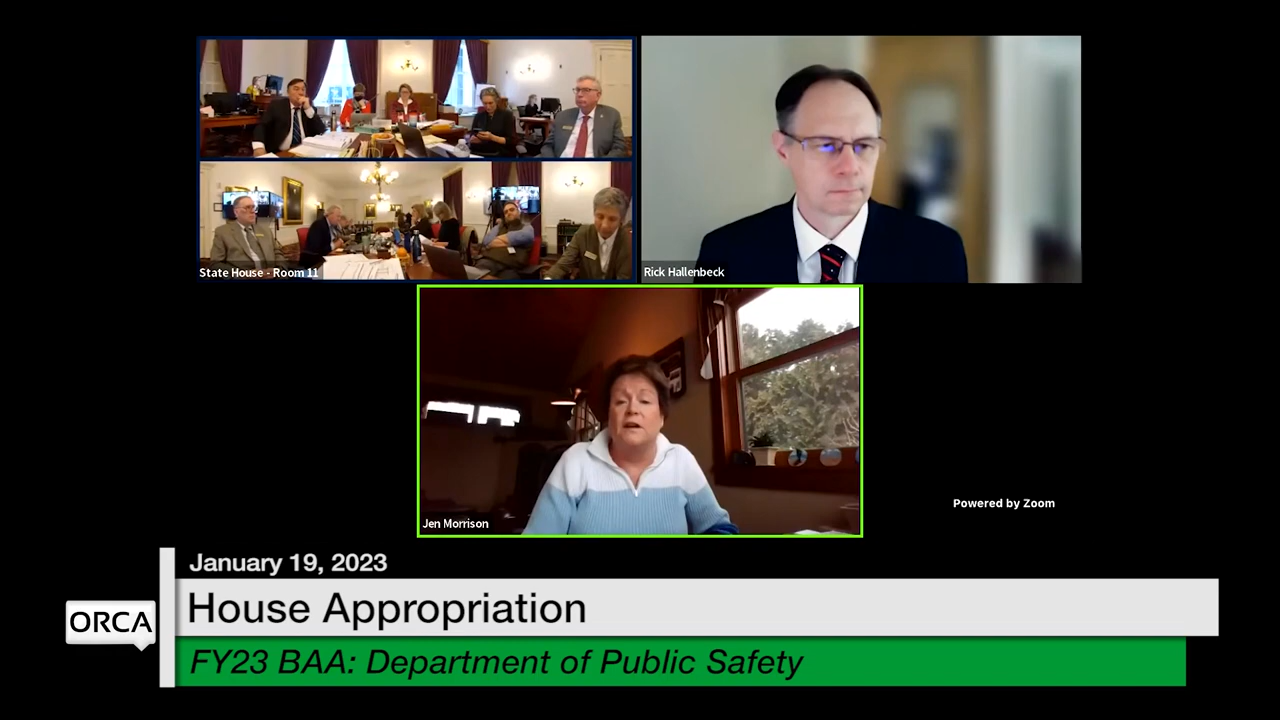 State House - Room 11
Rick Hallenbeck
Jen Morrison
Powered by Zoom
January 19, 2023
House Appropriation
ORCA
FY23 BAA: Department of Public Safety